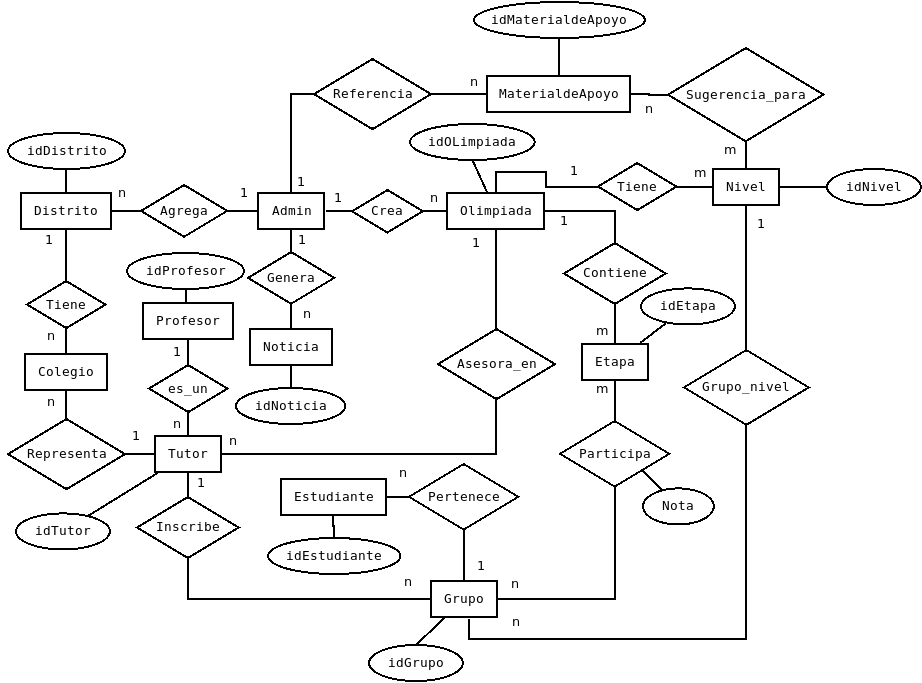 idMaterialdeApoyo
Referencia
n
MaterialdeApoyo
n
Sugerencia_para
idOLimpiada
m
idDistrito
1
Tiene
m
Nivel
idNivel
1
Distrito
n
Agrega
1
Admin
1
Crea
n
Olimpiada
1
1
1
1
1
idProfesor
Genera
Contiene
Tiene
n
Profesor
n
idEtapa
m
Noticia
1
Etapa
Asesora_en
Colegio
es_un
m
Grupo_nivel
n
idNoticia
n
1
n
Representa
Tutor
Participa
1
n
Estudiante
Pertenece
Nota
idTutor
Inscribe
idEstudiante
1
n
n
Grupo
n
idGrupo